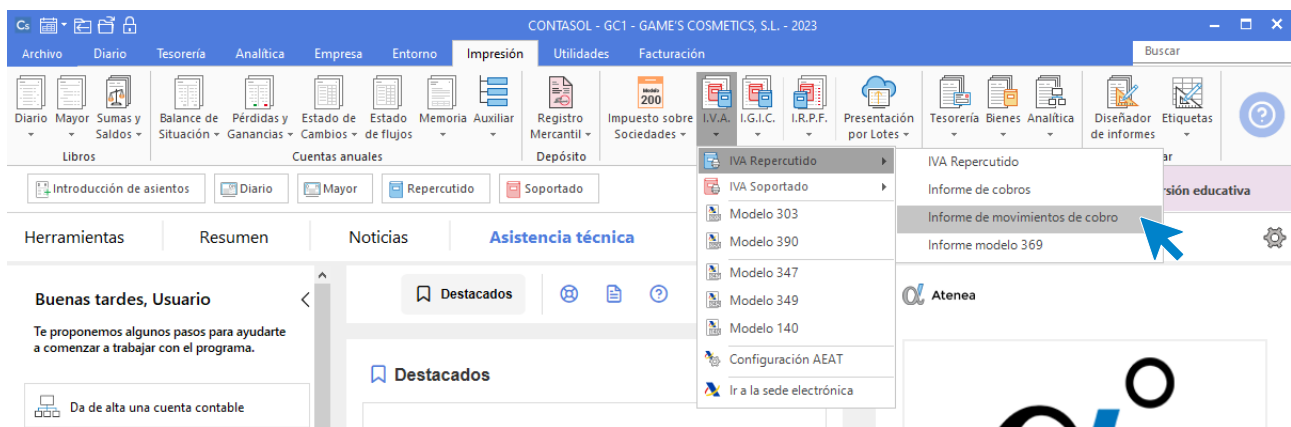 Cs
CONTASOL - GC1 - GAME'S COSMETICS, S.L. - 2023
Archivo Diario Tesorería Analítica Empresa Entorno Impresión Utilidades Facturación Buscar
Diario Mayor Sumas y Saldos Balance de Situación Pérdidas y Ganancias Estado de Cambios Estado de flujos Memoria Auxiliar Registro Mercantil Modelo 200 Impuesto sobre Sociedades I.V.A. I.G.I.C. I.R.P.F. Presentación por Lotes Tesorería Bienes Analítica Diseñador de informes Etiquetas
Libros Cuentas anuales Depósito ar
IVA Repercutido IVA Repercutido
Introducción de asientos Diario Mayor Repercutido Soportado IVA Soportado Informe de cobros rsión educativa
Modelo 303 Informe de movimientos de cobro
Herramientas Resumen Noticias Asistencia técnica Modelo 390 Informe modelo 369
Modelo 347
Buenas tardes, Usuario Destacados Modelo 349 Atenea
Te proponemos algunos pasos para ayudarte
a comenzar a trabajar con el programa.
Modelo 140
Configuración AEAT
Destacados Ir a la sede electrónica
Da de alta una cuenta contable